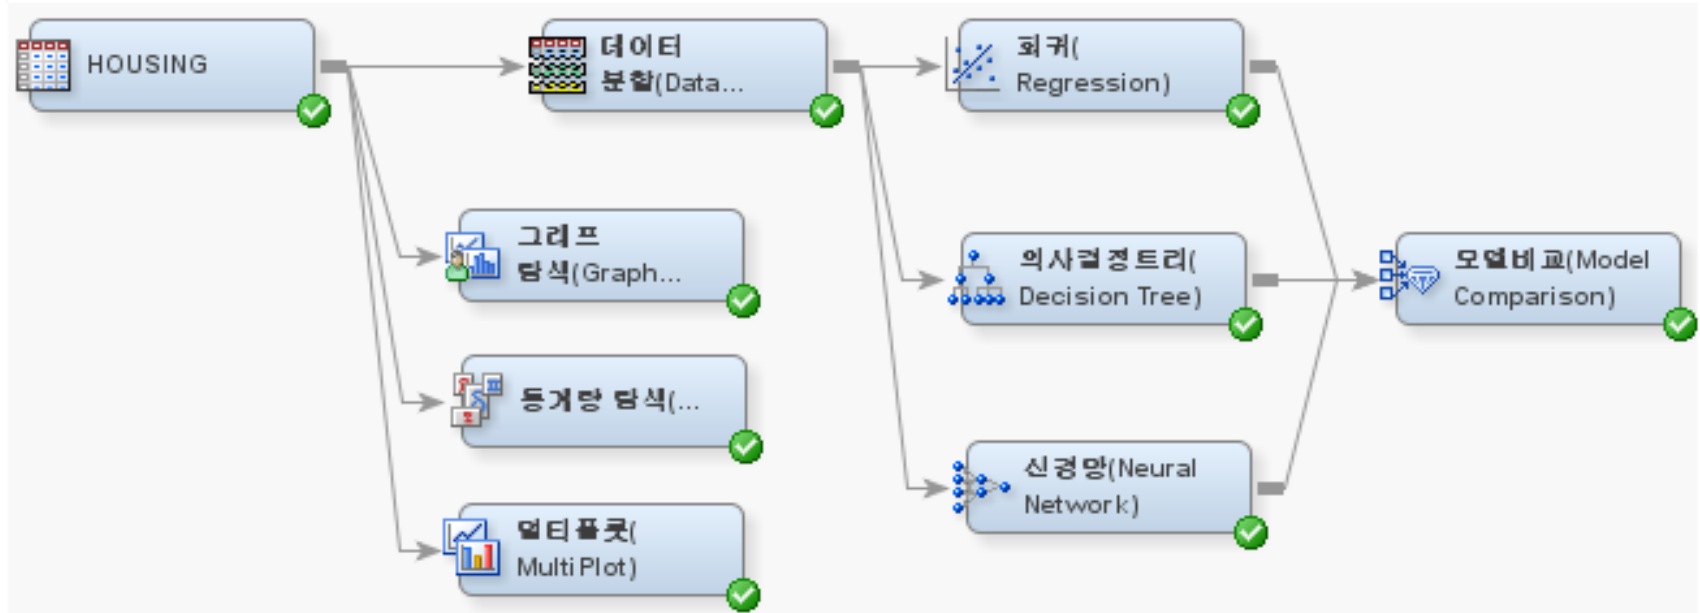 HOUSING
데이터
분할(Data...
회귀(
Regression)
그래프
탐색(Graph...
의사결정트리(
Decision Tree)
모델비교(Model
Comparison)
통계량 탐색(...
신경망(Neural
Network)
멀티플롯(
MultiPlot)